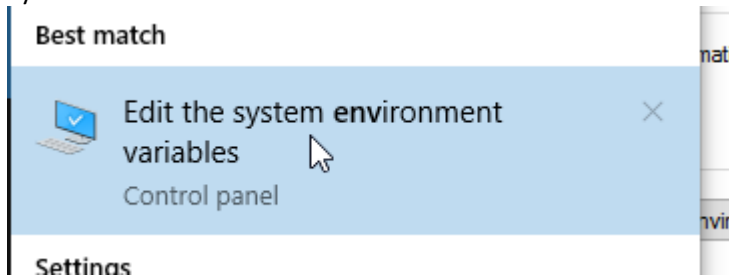 Best match
Edit the system environment
variables
Control panel
Settings